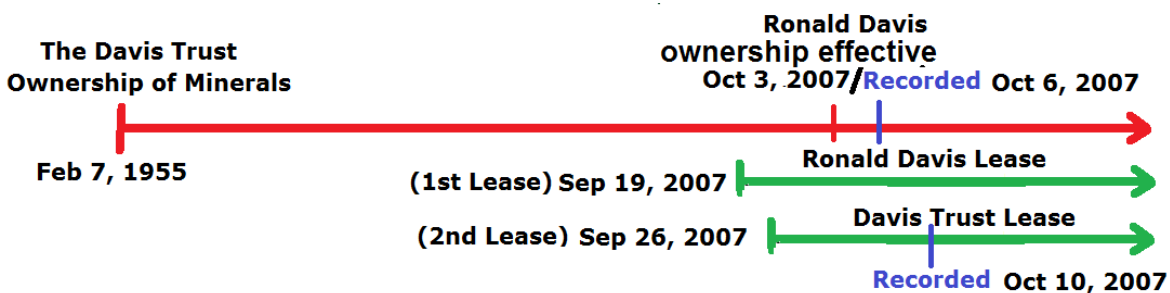 Ronald Davis
The Davis Trust
ownership effective
Ownership of Minerals
Oct 3, 2007/Recorded Oct 6, 2007
Feb 7, 1955
Ronald Davis Lease
(1st Lease) Sep 19, 2007
Davis Trust Lease
(2nd Lease) Sep 26, 2007
Recorded Oct 10, 2007